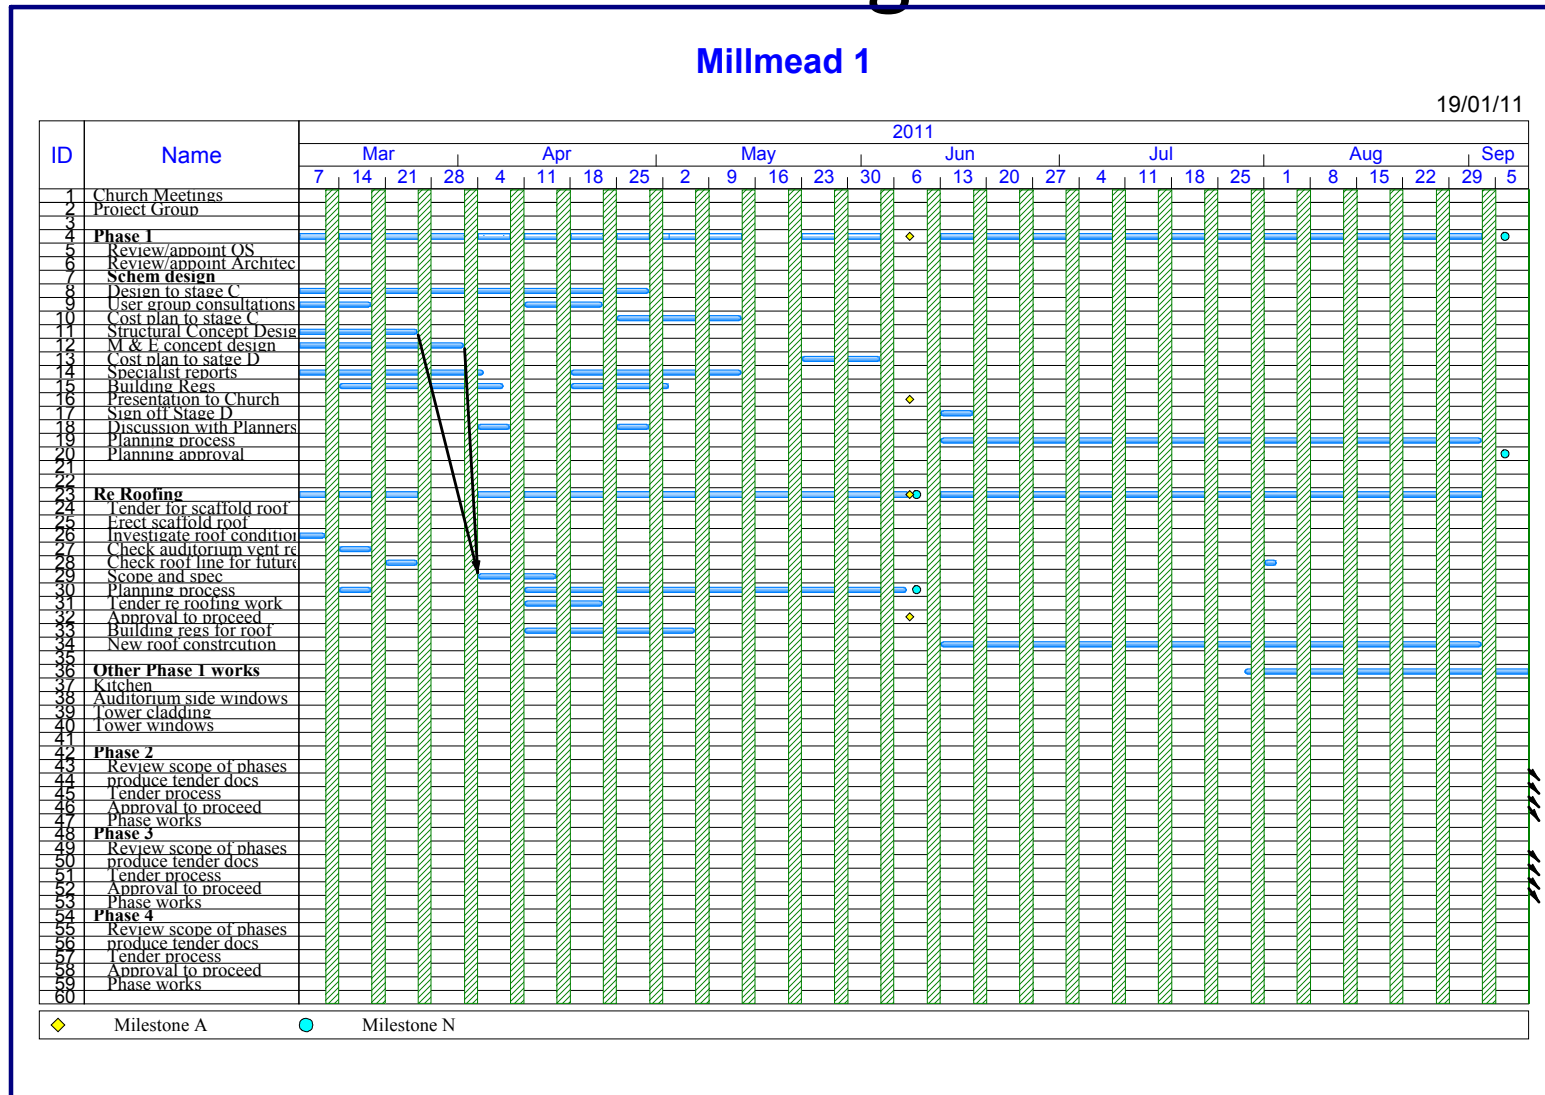 Millmead 1
19/01/11
ID Name 2011
Mar Apr May Jun Jul Aug Sep
7 14 21 28 4 11 18 25 2 9 16 23 30 6 13 20 27 4 11 18 25 1 8 15 22 29 5
1 Church Meetings
2 Project Group
3
4 Phase 1
5 Review/appoint QS
6 Review/appoint Architec
7 Schem design
8 Design to stage C
9 User group consultations
10 Cost plan to stage C
11 Structural Concept Desig
12 M & E concept design
13 Cost plan to satge D
14 Specialist reports
15 Building Regs
16 Presentation to Church
17 Sign off Stage D
18 Discussion with Planners
19 Planning process
20 Planning approval
21
22
23 Re Roofing
24 Tender for scaffold roof
25 Erect scaffold roof
26 Investigate roof condition
27 Check auditorium vent re
28 Check roof line for future
29 Scope and spec
30 Planning process
31 Tender re roofing work
32 Approval to proceed
33 Building regs for roof
34 New roof constrcution
35
36 Other Phase 1 works
37 Kitchen
38 Auditorium side windows
39 Tower cladding
40 Tower windows
41
42 Phase 2
43 Review scope of phases
44 produce tender docs
45 Tender process
46 Approval to proceed
47 Phase works
48 Phase 3
49 Review scope of phases
50 produce tender docs
51 Tender process
52 Approval to proceed
53 Phase works
54 Phase 4
55 Review scope of phases
56 produce tender docs
57 Tender process
58 Approval to proceed
59 Phase works
60
Milestone A Milestone N